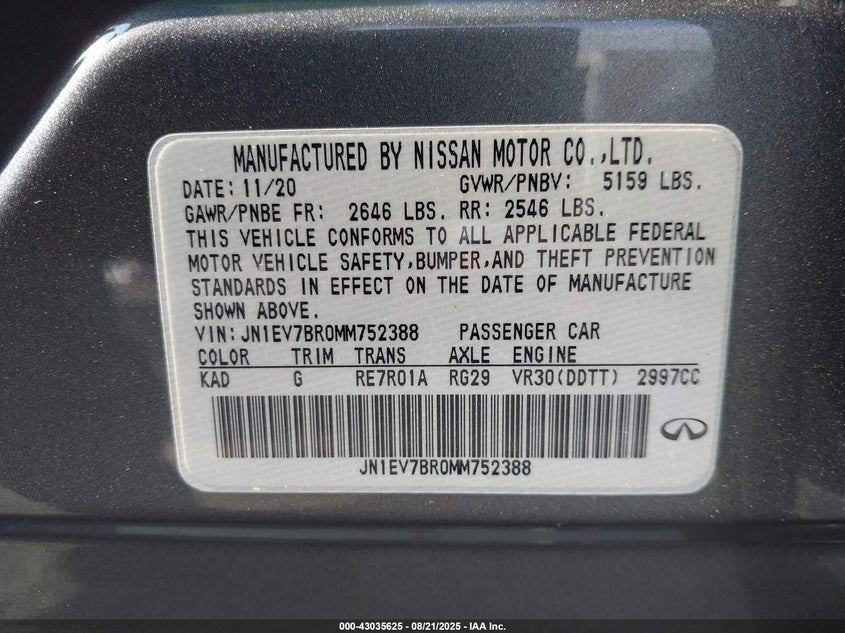 MANUFACTURED BY NISSAN MOTOR CO.,LTD.
DATE: 11/20 GVWR/PNBV: 5159 LBS.
GAWR/PNBE FR: 2646 LBS. RR: 2546 LBS.
THIS VEHICLE CONFORMS TO ALL APPLICABLE FEDERAL
MOTOR VEHICLE SAFETY,BUMPER,AND THEFT PREVENTION
STANDARDS IN EFFECT ON THE DATE OF MANUFACTURE
SHOWN ABOVE.
VIN: JN1EV7BR0MM752388 PASSENGER CAR
COLOR TRIM TRANS AXLE ENGINE
KAD G RE7R01A RG29 VR30(DDTT) 2997CC
JN1EV7BR0MM752388
000-43035625 - 08/21/2025 - IAA Inc.